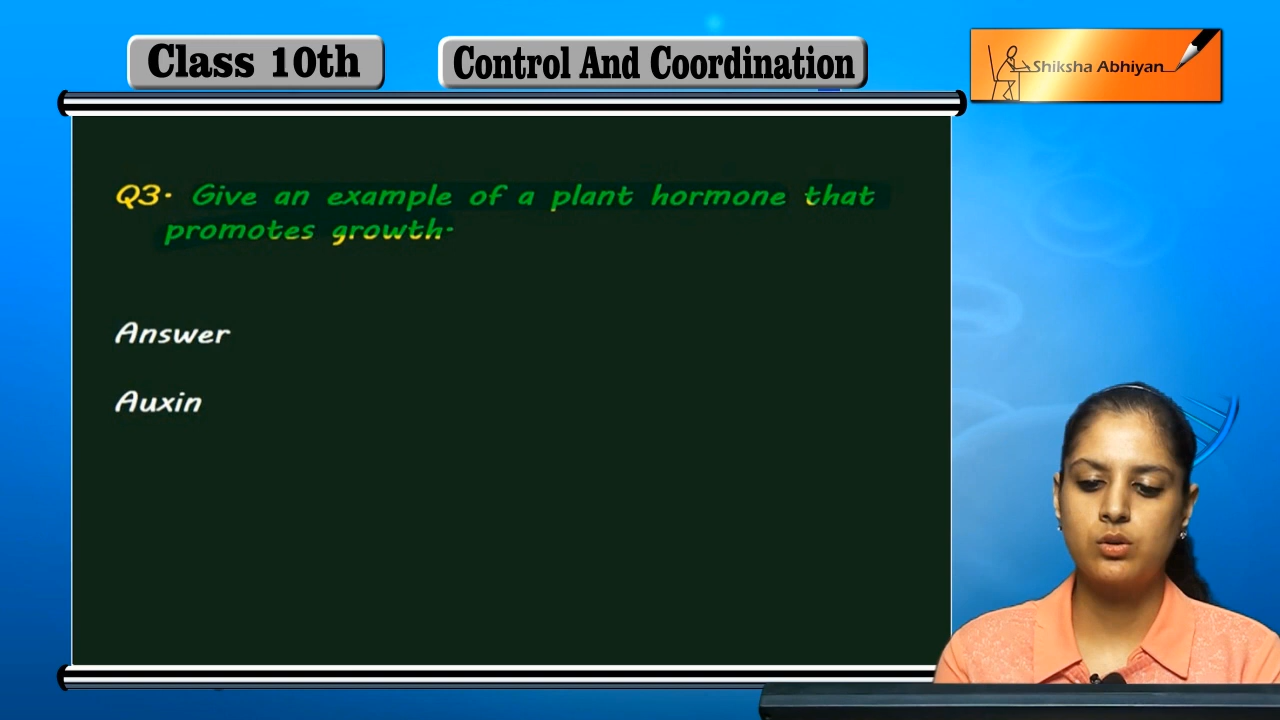 Class 10th
Control And Coordination
Shiksha Abhiyan
Q3. Give an example of a plant hormone that
promotes growth.
Answer
Auxin